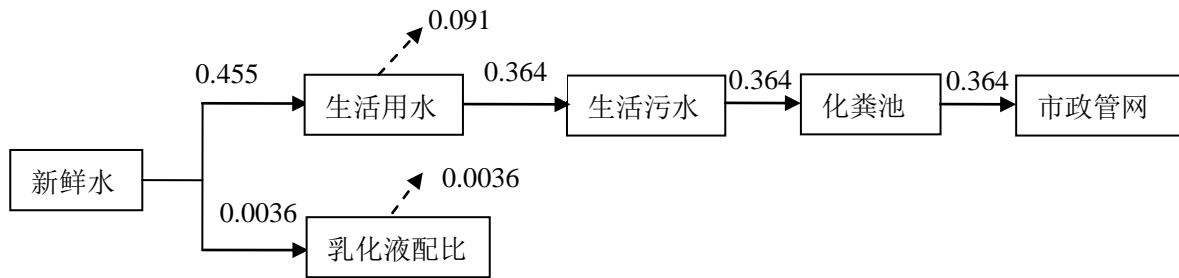 0.091
0.455
0.364
0.364
0.364
生活用水
生活污水
化粪池
市政管网
新鲜水
0.0036
0.0036
乳化液配比